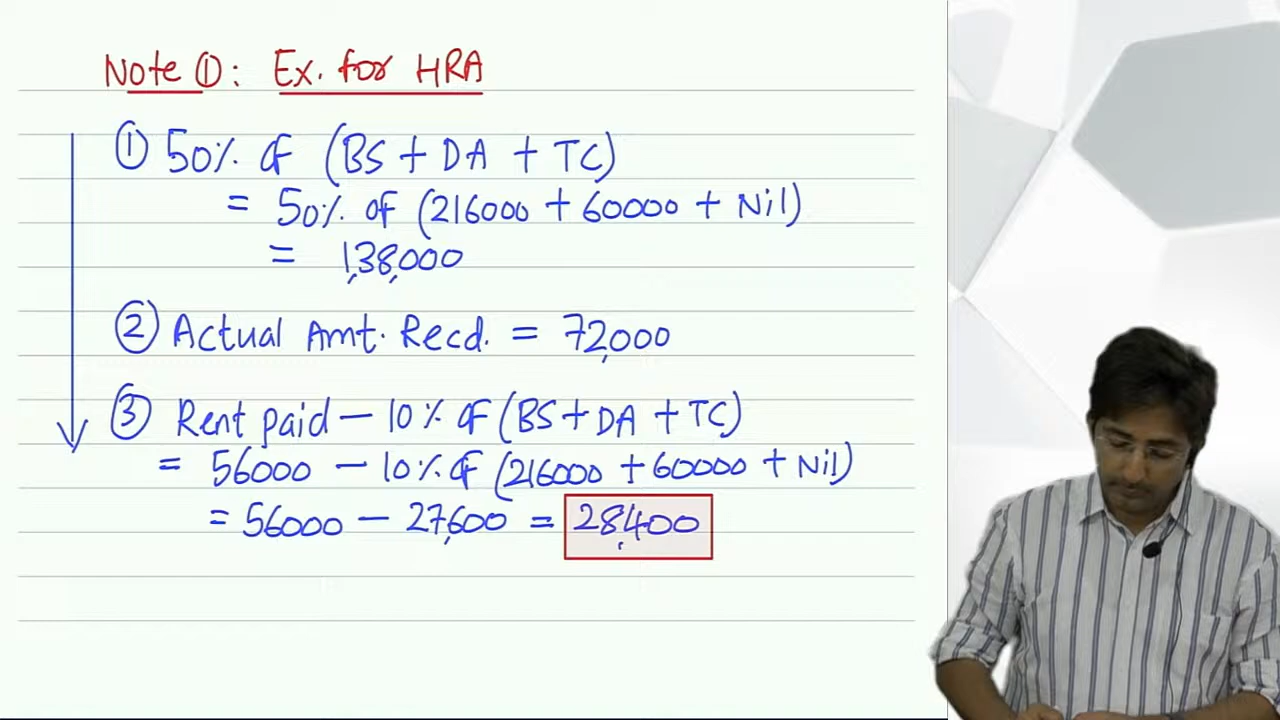 Note ①: Ex. for HRA
① 50% of (BS + DA + TC)
= 50% of (216000 + 60000 + Nil)
= 1,38,000
② Actual Amt. Recd. = 72,000
③ Rent paid – 10% of (BS + DA + TC)
= 56000 – 10% of (216000 + 60000 + Nil)
= 56000 – 27,600 = 28,400